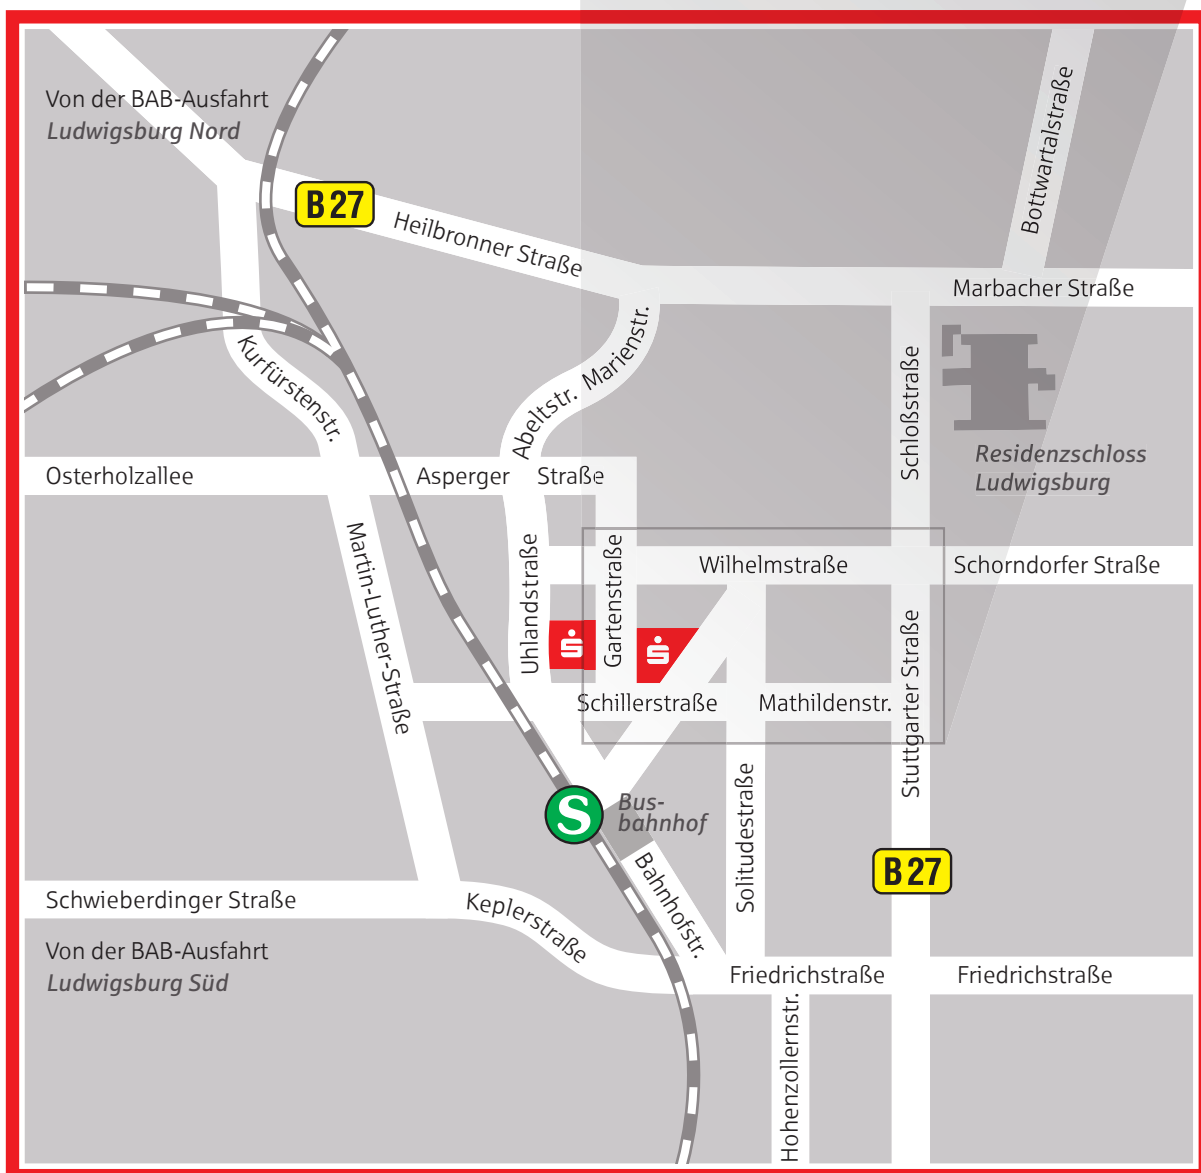 Von der BAB-Ausfahrt
Ludwigsburg Nord
B 27
Heilbronner Straße
Bottwartalstraße
Marbacher Straße
Kurfürstenstr.
Marienstr.
Abeltstr.
Schloßstraße
Residenzschloss
Ludwigsburg
Osterholzallee
Asperger Straße
Martin-Luther-Straße
Uhlandstraße
Gartenstraße
Wilhelmstraße
Schorndorfer Straße
Schillerstraße
Mathildenstr.
Stuttgarter Straße
S
Bus-
bahnhof
Solitudestraße
B 27
Bahnhofstr.
Schwieberdinger Straße
Keplerstraße
Von der BAB-Ausfahrt
Ludwigsburg Süd
Friedrichstraße
Friedrichstraße
Hohenzollernstr.